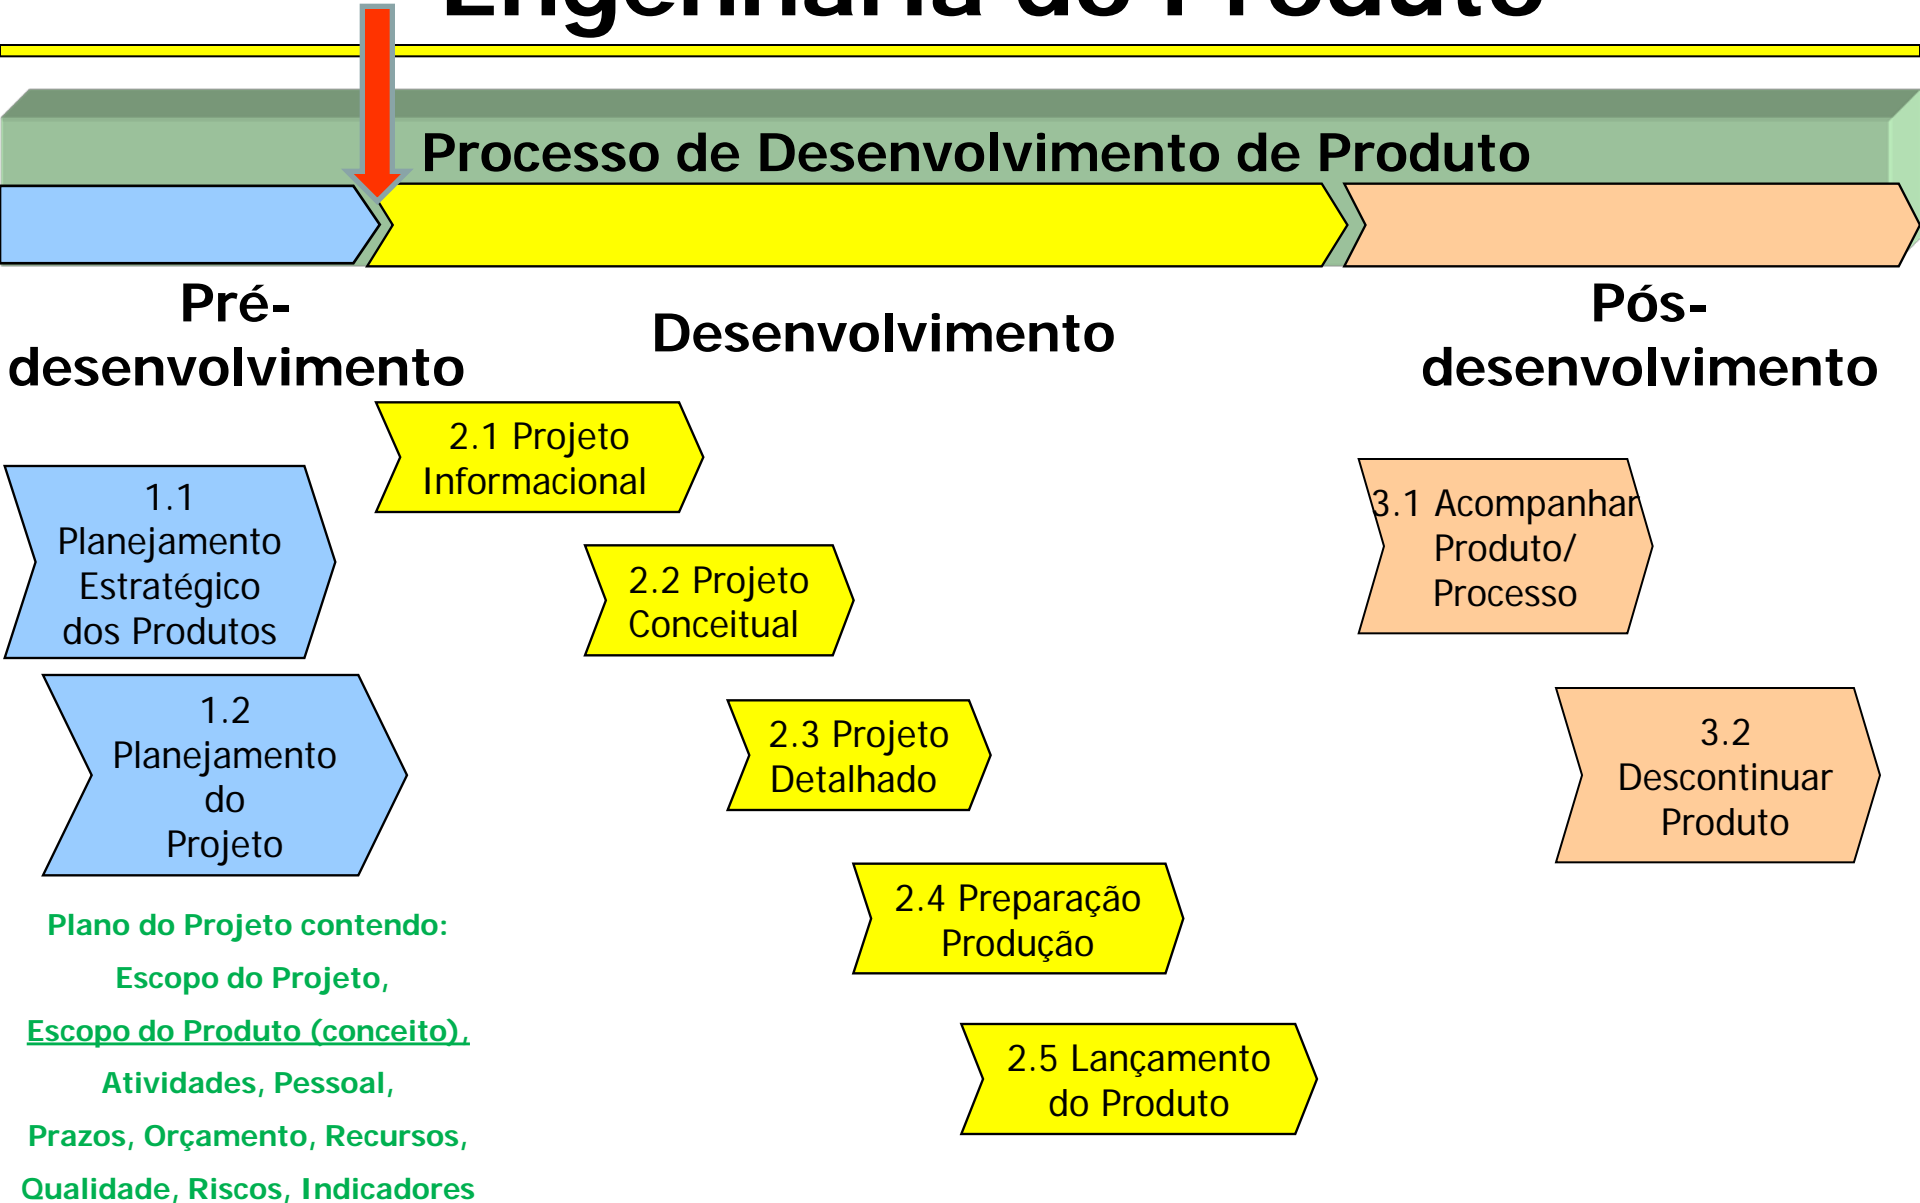 Engenharia do Produto
Processo de Desenvolvimento de Produto
Pré-
desenvolvimento
Desenvolvimento
Pós-
desenvolvimento
1.1
Planejamento
Estratégico
dos Produtos
1.2
Planejamento
do
Projeto
Plano do Projeto contendo:
Escopo do Projeto,
Escopo do Produto (conceito),
Atividades, Pessoal,
Prazos, Orçamento, Recursos,
Qualidade, Riscos, Indicadores
2.1 Projeto
Informacional
2.2 Projeto
Conceitual
2.3 Projeto
Detalhado
2.4 Preparação
Produção
2.5 Lançamento
do Produto
3.1 Acompanhar
Produto/
Processo
3.2
Descontinuar
Produto